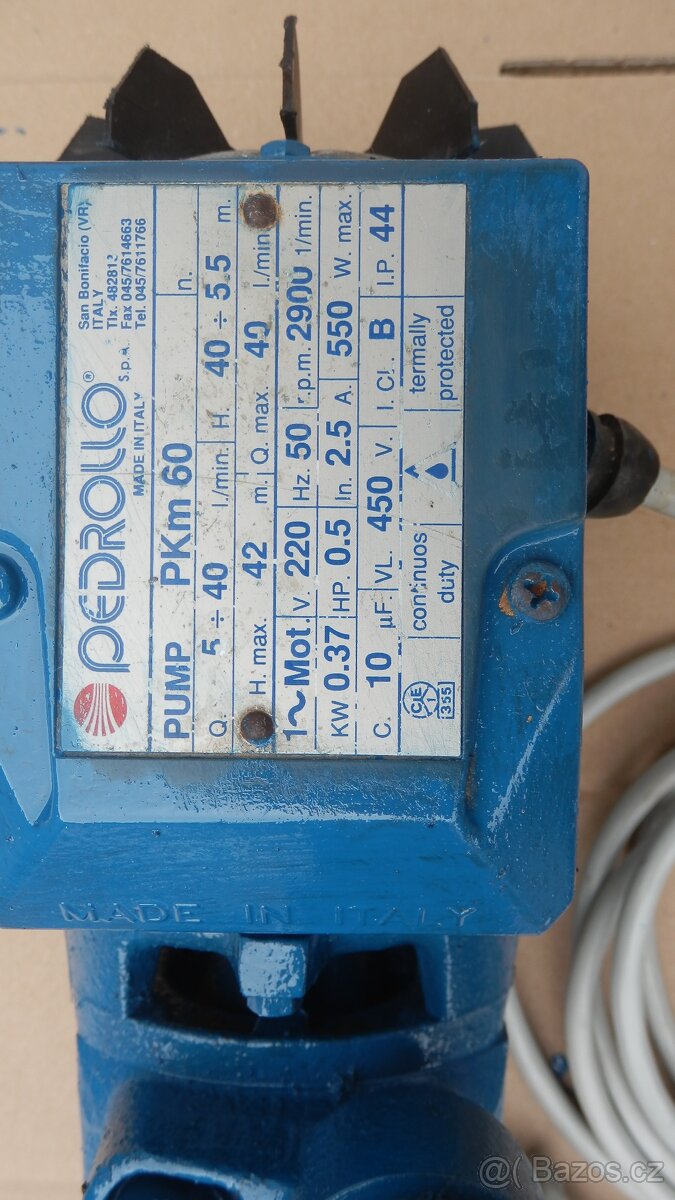 PEDROLLO®
S.p.A.
MADE IN ITALY
San Bonifacio (VR)
ITALY
Tlx. 482813
Fax 045/7614663
Tel. 045/7611766
PUMP PKm 60 n.
Q 5 ÷ 40 l./min. H. 40 ÷ 5.5 m.
H. max. 42 m. Q. max. 40 l./min
1~Mot. V. 220 Hz 50 r.p.m. 2900 1/min.
KW 0.37 HP. 0.5 In. 2.5 A. 550 W. max.
C. 10 µF. VL. 450 V. I. Cl. B I.P. 44
CEI
355
continuos
duty
termally
protected
MADE IN ITALY
@ Bazos.cz